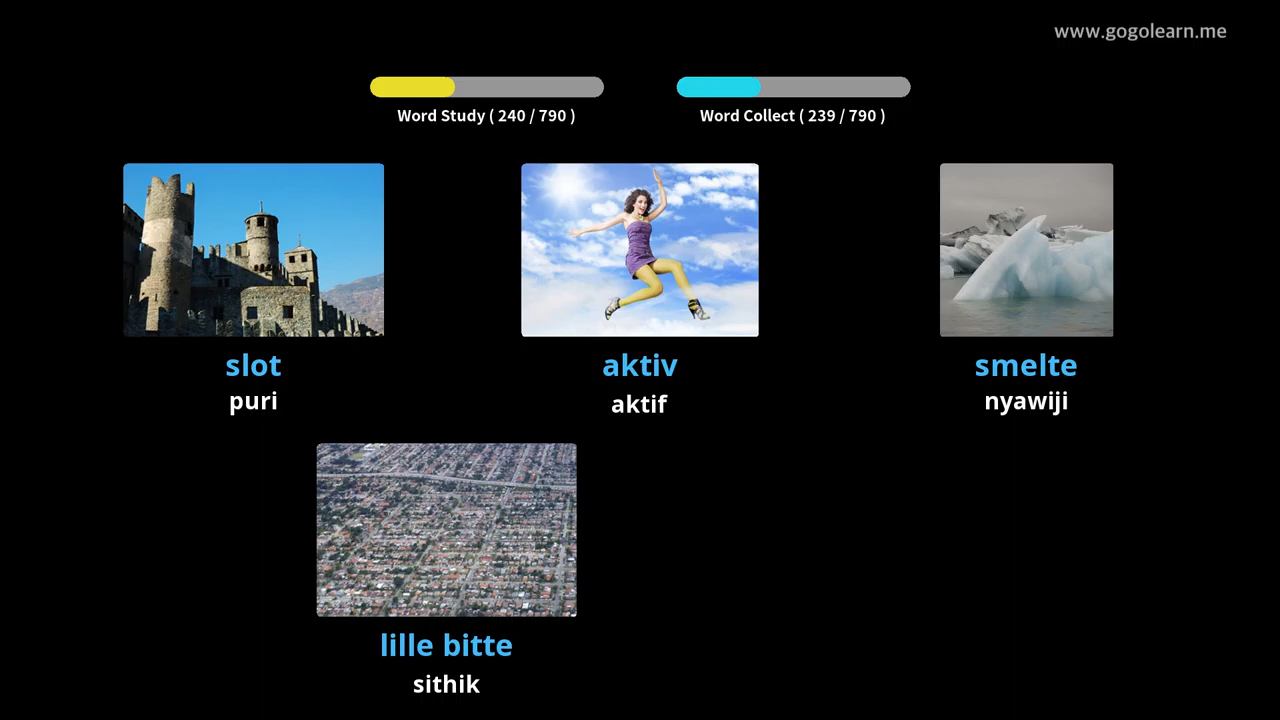 www.gogolearn.me
Word Study ( 240 / 790 )
Word Collect ( 239 / 790 )
slot
puri
aktiv
aktif
smelte
nyawiji
lille bitte
sithik